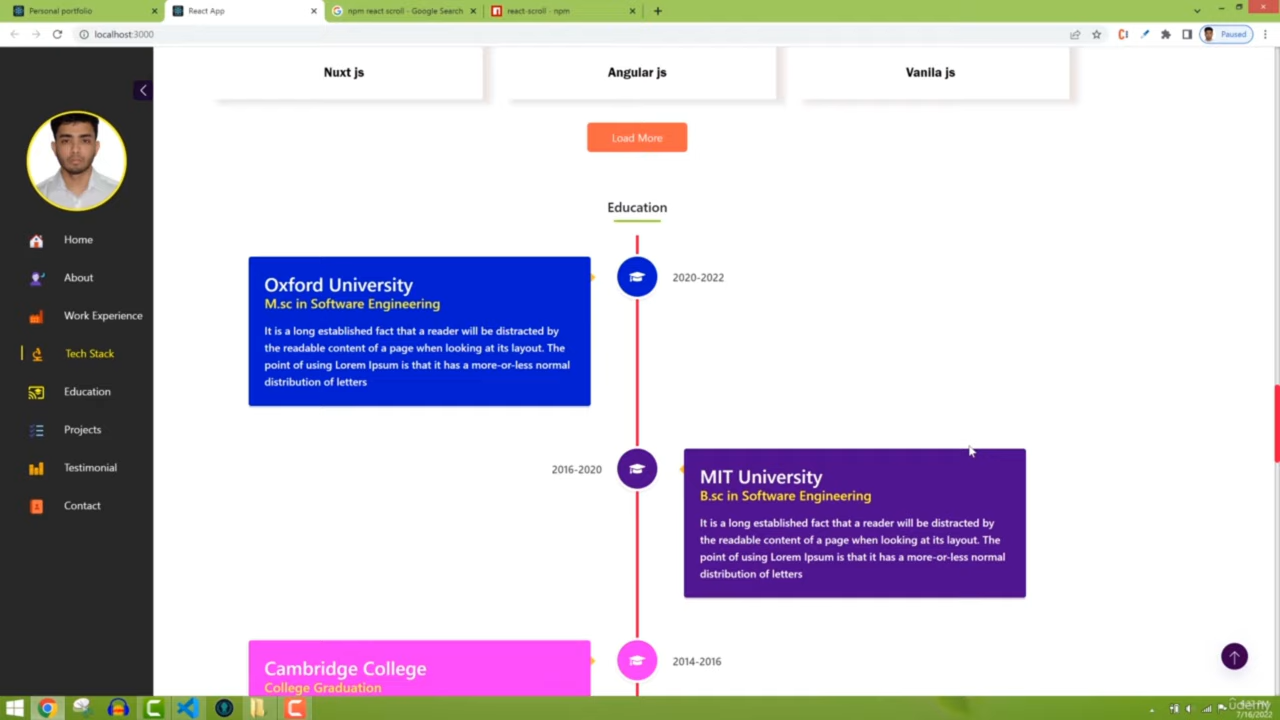 Personal portfolio
React App
npm react scroll - Google Search
react-scroll - npm
localhost:3000
Paused
Nuxt js
Angular js
Vanila js
Load More
Education
Home
About
Work Experience
Tech Stack
Education
Projects
Testimonial
Contact
Oxford University
M.sc in Software Engineering
It is a long established fact that a reader will be distracted by
the readable content of a page when looking at its layout. The
point of using Lorem Ipsum is that it has a more-or-less normal
distribution of letters
2020-2022
2016-2020
MIT University
B.sc in Software Engineering
It is a long established fact that a reader will be distracted by
the readable content of a page when looking at its layout. The
point of using Lorem Ipsum is that it has a more-or-less normal
distribution of letters
Cambridge College
College Graduation
2014-2016
udemy
7/16/2022